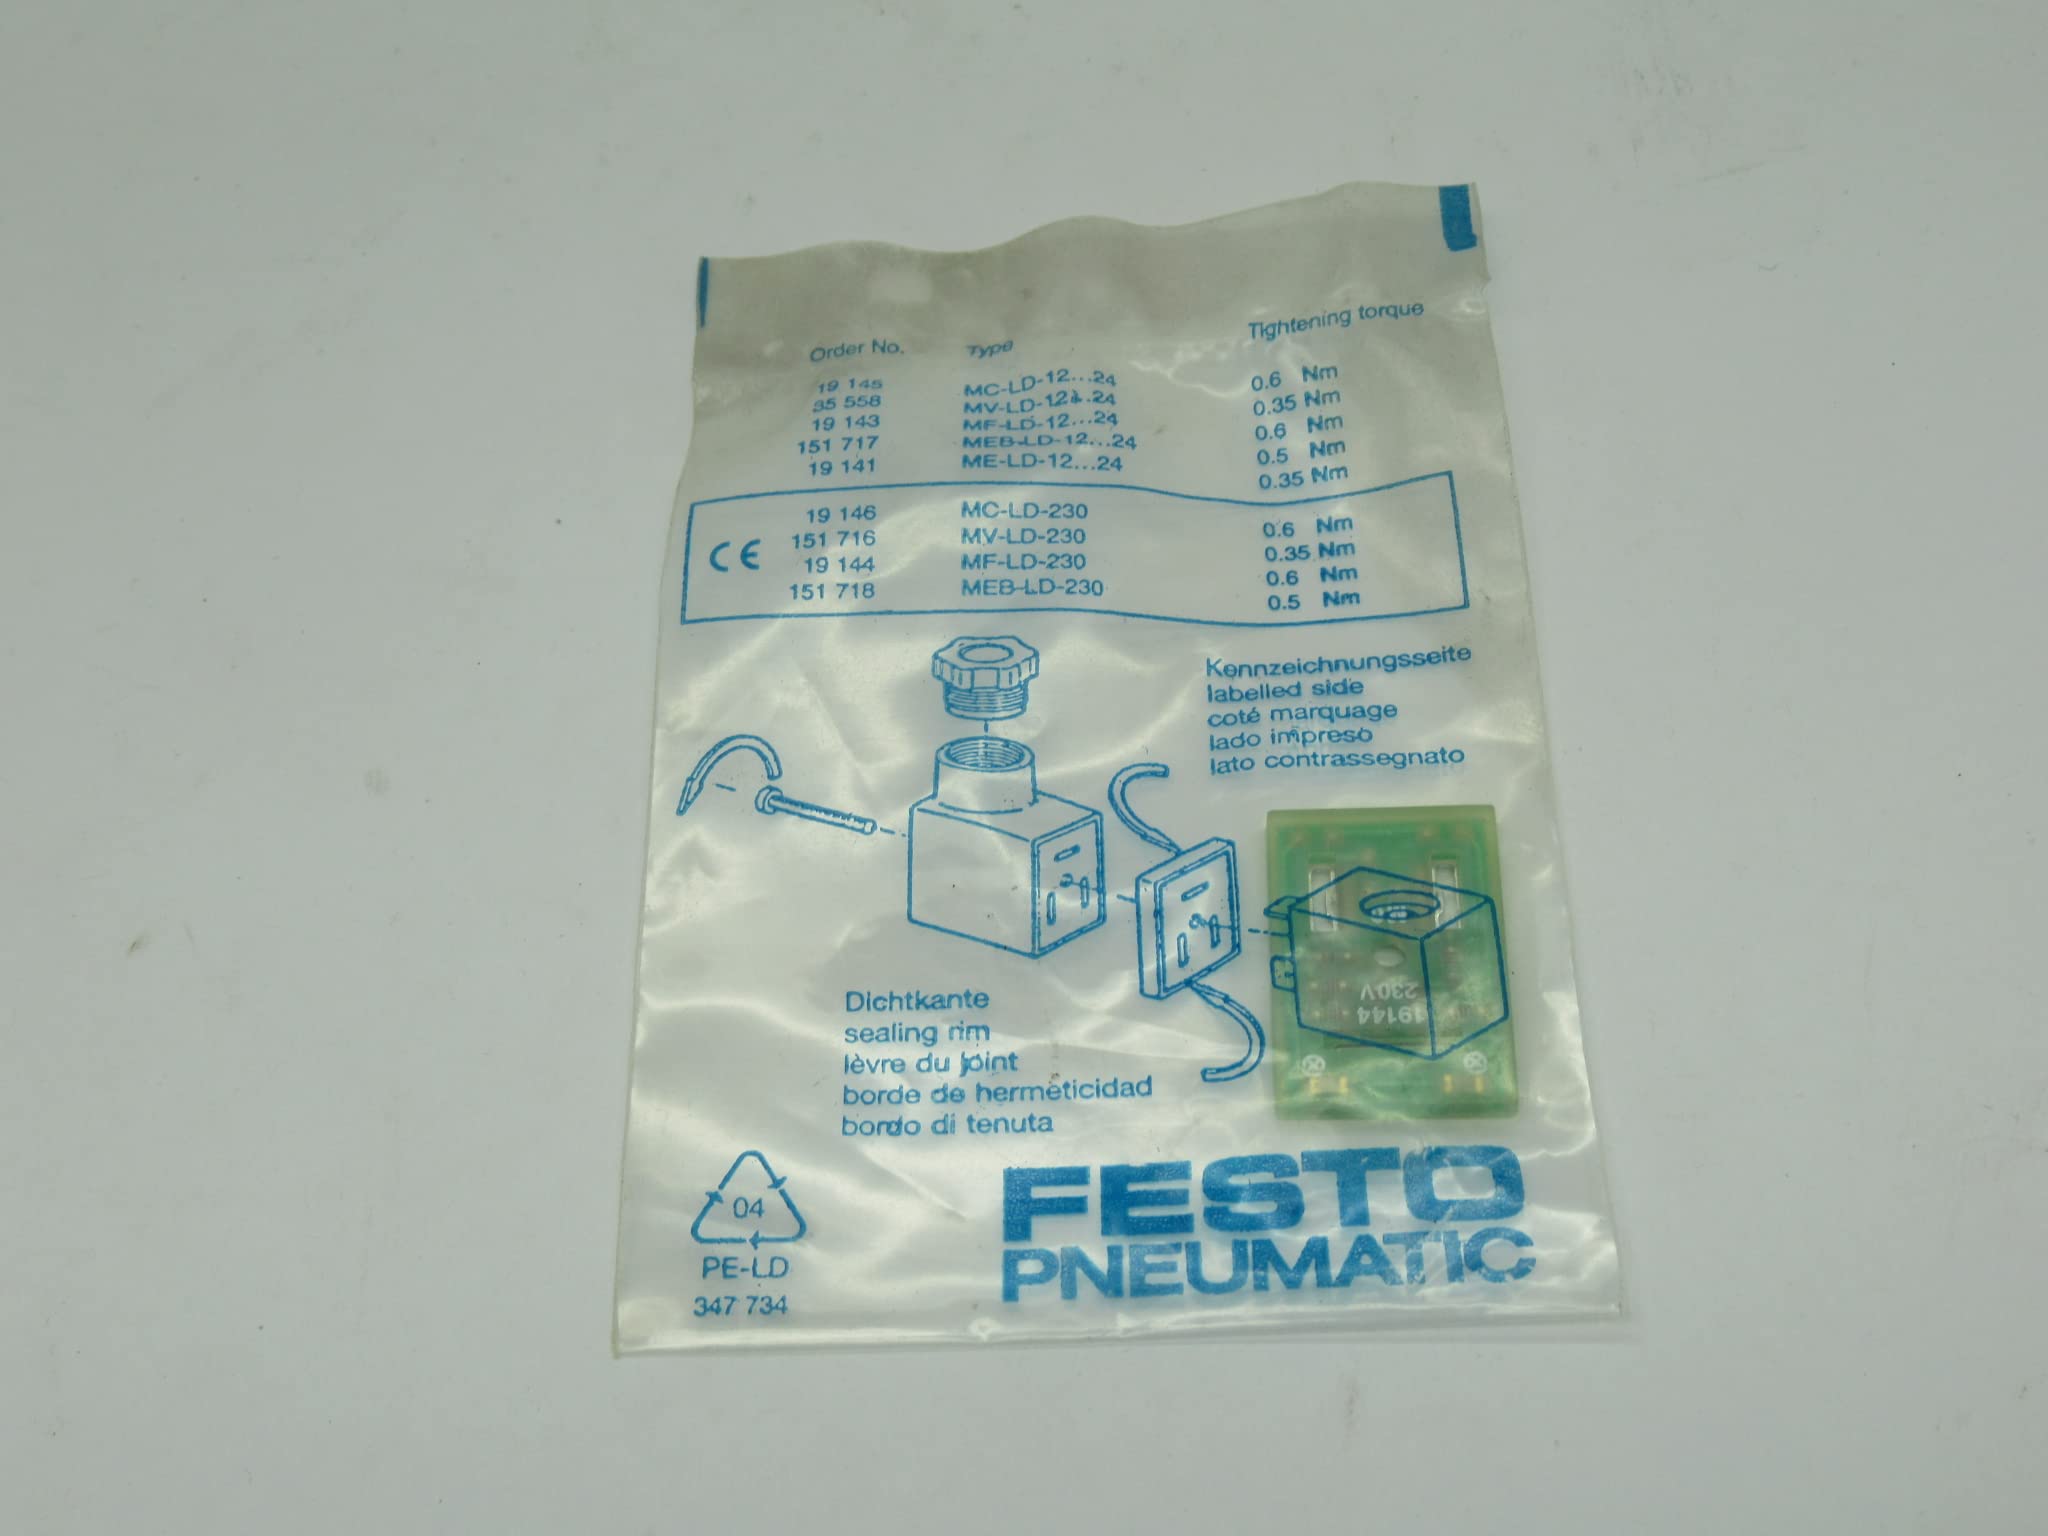 Order No. Type Tightening torque
19 145 MC-LD-12...24 0.6 Nm
35 558 MV-LD-12...24 0.35 Nm
19 143 MF-LD-12...24 0.6 Nm
151 717 MEB-LD-12...24 0.5 Nm
19 141 ME-LD-12...24 0.35 Nm
19 146 MC-LD-230 0.6 Nm
CE 151 716 MV-LD-230 0.35 Nm
19 144 MF-LD-230 0.6 Nm
151 718 MEB-LD-230 0.5 Nm
Kennzeichnungsseite
labelled side
coté marquage
lado impreso
lato contrassegnato
19144
230V
Dichtkante
sealing rim
lèvre du joint
borde de hermeticidad
bordo di tenuta
04
PE-LD
347 734
FESTO
PNEUMATIC